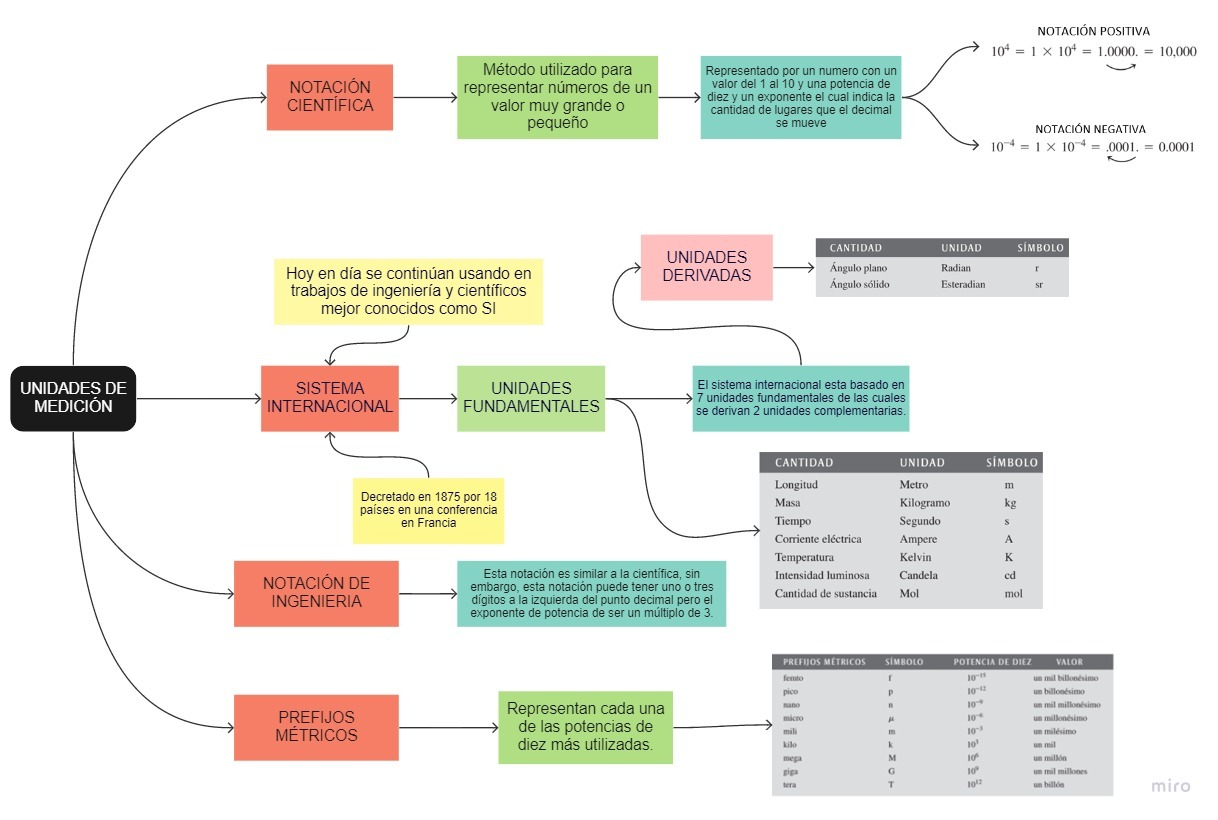 UNIDADES DE
MEDICIÓN
NOTACIÓN
CIENTÍFICA
Método utilizado para
representar números de un
valor muy grande o
pequeño
Representado por un numero con un
valor del 1 al 10 y una potencia de
diez y un exponente el cual indica la
cantidad de lugares que el decimal
se mueve
NOTACIÓN POSITIVA
10⁴ = 1 × 10⁴ = 1.0000. = 10,000
NOTACIÓN NEGATIVA
10⁻⁴ = 1 × 10⁻⁴ = .0001. = 0.0001
Hoy en día se continúan usando en
trabajos de ingeniería y científicos
mejor conocidos como SI
SISTEMA
INTERNACIONAL
Decretado en 1875 por 18
países en una conferencia
en Francia
UNIDADES
FUNDAMENTALES
El sistema internacional esta basado en
7 unidades fundamentales de las cuales
se derivan 2 unidades complementarias.
UNIDADES
DERIVADAS
CANTIDAD UNIDAD SÍMBOLO
Ángulo plano Radian r
Ángulo sólido Esteradian sr
CANTIDAD UNIDAD SÍMBOLO
Longitud Metro m
Masa Kilogramo kg
Tiempo Segundo s
Corriente eléctrica Ampere A
Temperatura Kelvin K
Intensidad luminosa Candela cd
Cantidad de sustancia Mol mol
NOTACIÓN DE
INGENIERIA
Esta notación es similar a la científica, sin
embargo, esta notación puede tener uno o tres
dígitos a la izquierda del punto decimal pero el
exponente de potencia de ser un múltiplo de 3.
PREFIJOS
MÉTRICOS
Representan cada una
de las potencias de
diez más utilizadas.
PREFIJOS MÉTRICOS SÍMBOLO POTENCIA DE DIEZ VALOR
femto f 10⁻¹⁵ un mil billonésimo
pico p 10⁻¹² un billonésimo
nano n 10⁻⁹ un mil millonésimo
micro μ 10⁻⁶ un millonésimo
mili m 10⁻³ un milésimo
kilo k 10³ un mil
mega M 10⁶ un millón
giga G 10⁹ un mil millones
tera T 10¹² un billón
miro